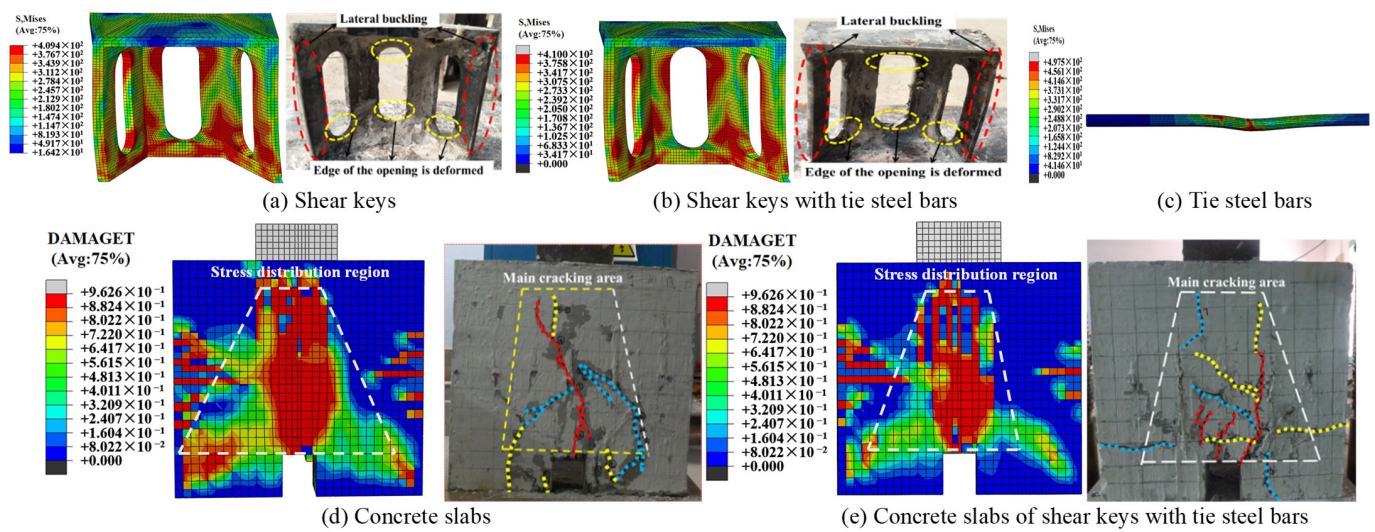 S,Mises
(Avg:75%)
+4.094×10²
+3.767×10²
+3.439×10²
+3.112×10²
+2.784×10²
+2.457×10²
+2.129×10²
+1.802×10²
+1.474×10²
+1.147×10²
+8.193×10¹
+4.917×10¹
+1.642×10¹
Lateral buckling
Edge of the opening is deformed
(a) Shear keys
S,Mises
(Avg:75%)
+4.100×10²
+3.758×10²
+3.417×10²
+3.075×10²
+2.733×10²
+2.392×10²
+2.050×10²
+1.708×10²
+1.367×10²
+1.025×10²
+6.833×10¹
+3.417×10¹
+0.000
Lateral buckling
Edge of the opening is deformed
(b) Shear keys with tie steel bars
S,Mises
(Avg:75%)
+4.975×10²
+4.561×10²
+4.146×10²
+3.731×10²
+3.317×10²
+2.902×10²
+2.488×10²
+2.073×10²
+1.658×10²
+1.244×10²
+8.292×10¹
+4.146×10¹
+0.000
(c) Tie steel bars
DAMAGET
(Avg:75%)
+9.626×10⁻¹
+8.824×10⁻¹
+8.022×10⁻¹
+7.220×10⁻¹
+6.417×10⁻¹
+5.615×10⁻¹
+4.813×10⁻¹
+4.011×10⁻¹
+3.209×10⁻¹
+2.407×10⁻¹
+1.604×10⁻¹
+8.022×10⁻²
+0.000
Stress distribution region
Main cracking area
(d) Concrete slabs
DAMAGET
(Avg:75%)
+9.626×10⁻¹
+8.824×10⁻¹
+8.022×10⁻¹
+7.220×10⁻¹
+6.417×10⁻¹
+5.615×10⁻¹
+4.813×10⁻¹
+4.011×10⁻¹
+3.209×10⁻¹
+2.407×10⁻¹
+1.604×10⁻¹
+8.022×10⁻²
+0.000
Stress distribution region
Main cracking area
(e) Concrete slabs of shear keys with tie steel bars